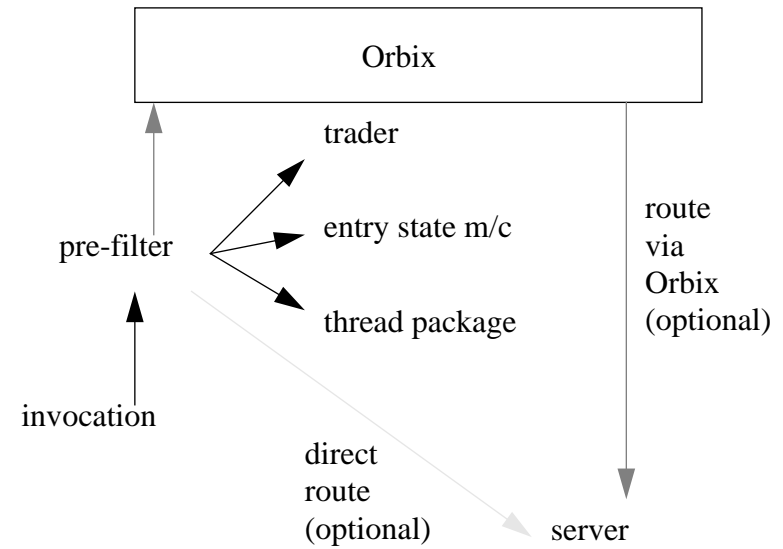 Orbix
trader
entry state m/c
pre-filter
thread package
route
via
Orbix
(optional)
invocation
direct
route
(optional)
server